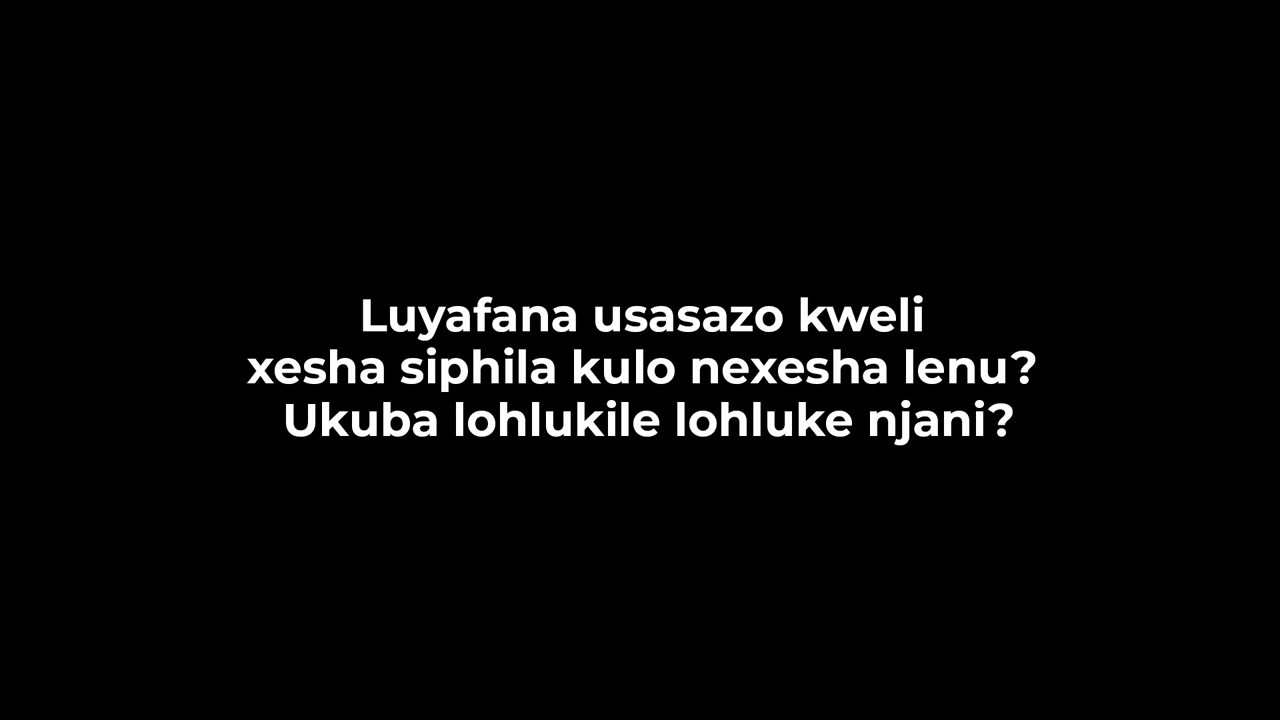 Luyafana usasazo kweli
xesha siphila kulo nexesha lenu?
Ukuba lohlukile lohluke njani?